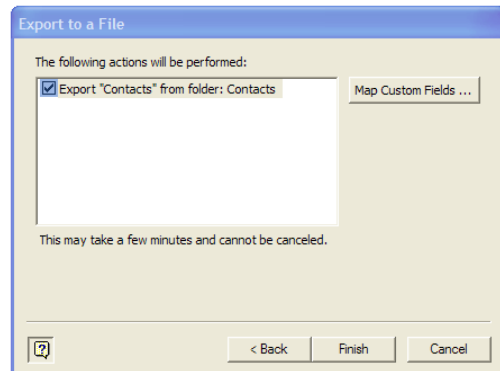 Export to a File
The following actions will be performed:
Export "Contacts" from folder: Contacts
Map Custom Fields ...
This may take a few minutes and cannot be canceled.
?
< Back
Finish
Cancel